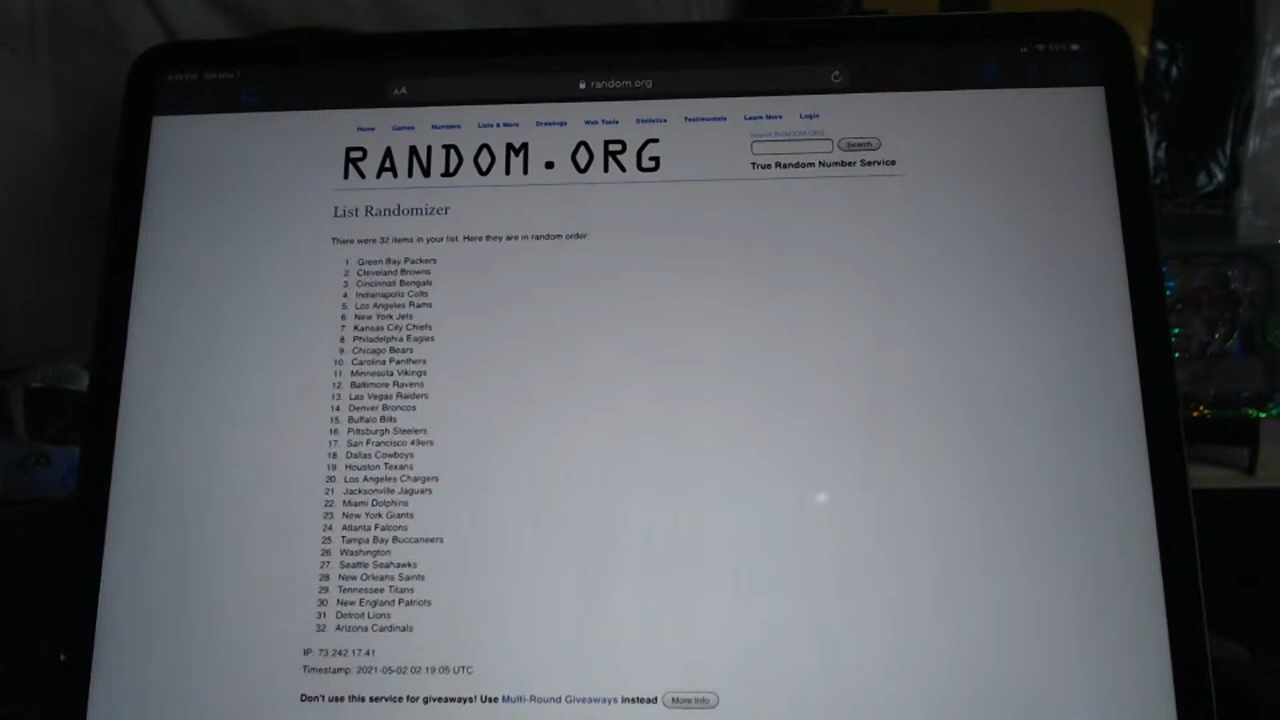 AA
random.org
Home Games Numbers Lists & More Drawings Web Tools Statistics Testimonials Learn More Login
RANDOM.ORG
Search RANDOM.ORG
Search
True Random Number Service
List Randomizer
There were 32 items in your list. Here they are in random order:
1. Green Bay Packers
2. Cleveland Browns
3. Cincinnati Bengals
4. Indianapolis Colts
5. Los Angeles Rams
6. New York Jets
7. Kansas City Chiefs
8. Philadelphia Eagles
9. Chicago Bears
10. Carolina Panthers
11. Minnesota Vikings
12. Baltimore Ravens
13. Las Vegas Raiders
14. Denver Broncos
15. Buffalo Bills
16. Pittsburgh Steelers
17. San Francisco 49ers
18. Dallas Cowboys
19. Houston Texans
20. Los Angeles Chargers
21. Jacksonville Jaguars
22. Miami Dolphins
23. New York Giants
24. Atlanta Falcons
25. Tampa Bay Buccaneers
26. Washington
27. Seattle Seahawks
28. New Orleans Saints
29. Tennessee Titans
30. New England Patriots
31. Detroit Lions
32. Arizona Cardinals
IP: 73.242.17.41
Timestamp: 2021-05-02 02:19:05 UTC
Don't use this service for giveaways! Use Multi-Round Giveaways instead More Info